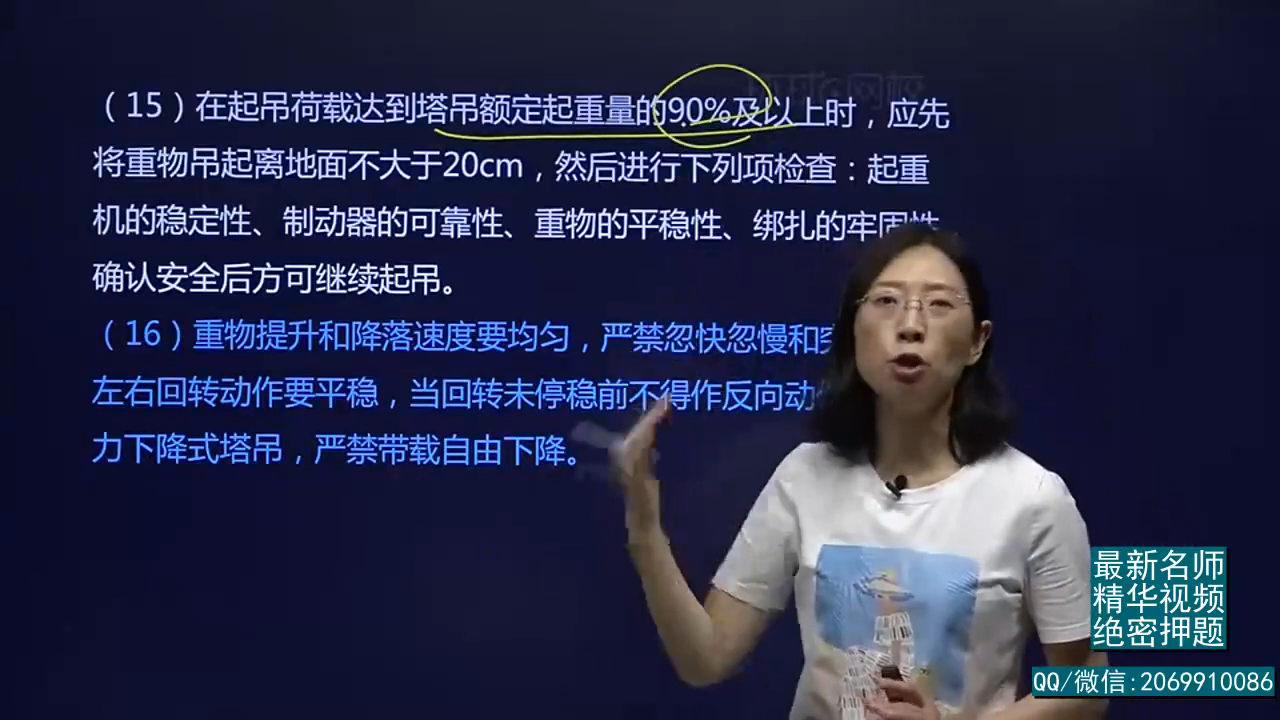 （15）在起吊荷载达到塔吊额定起重量的90%及以上时，应先
将重物吊起离地面不大于20cm，然后进行下列项检查：起重
机的稳定性、制动器的可靠性、重物的平稳性、绑扎的牢固性
确认安全后方可继续起吊。
（16）重物提升和降落速度要均匀，严禁忽快忽慢和突
左右回转动作要平稳，当回转未停稳前不得作反向动作
力下降式塔吊，严禁带载自由下降。
最新名师
精华视频
绝密押题
QQ/微信:2069910086